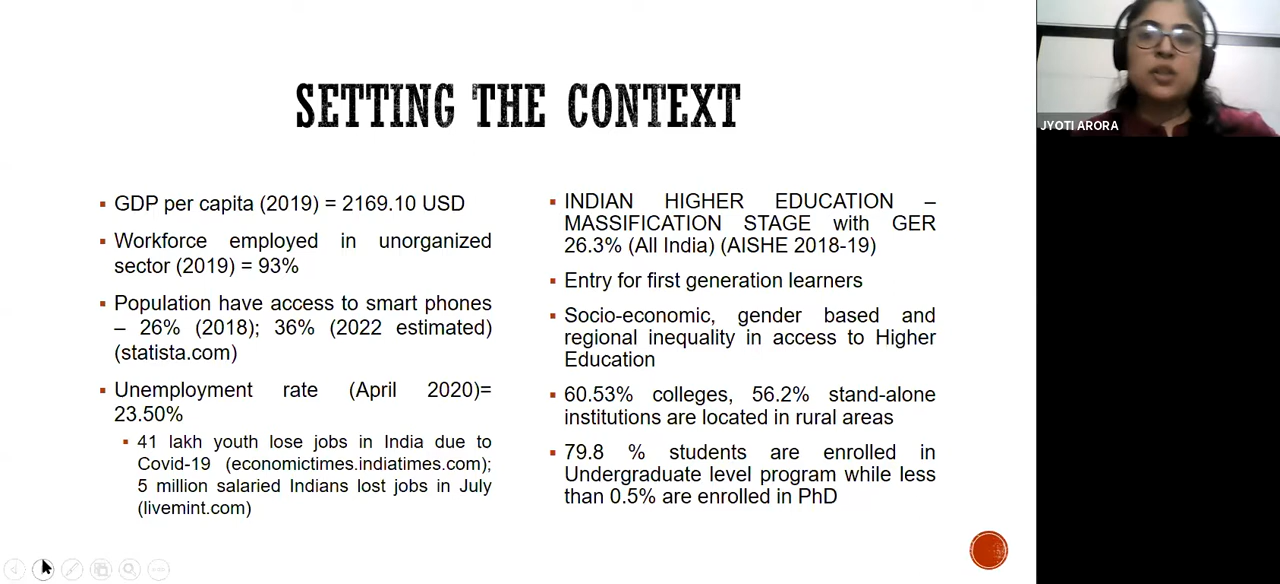 SETTING THE CONTEXT
▪ GDP per capita (2019) = 2169.10 USD
▪ Workforce employed in unorganized
sector (2019) = 93%
▪ Population have access to smart phones
– 26% (2018); 36% (2022 estimated)
(statista.com)
▪ Unemployment rate (April 2020)=
23.50%
▪ 41 lakh youth lose jobs in India due to
Covid-19 (economictimes.indiatimes.com);
5 million salaried Indians lost jobs in July
(livemint.com)
▪ INDIAN HIGHER EDUCATION –
MASSIFICATION STAGE with GER
26.3% (All India) (AISHE 2018-19)
▪ Entry for first generation learners
▪ Socio-economic, gender based and
regional inequality in access to Higher
Education
▪ 60.53% colleges, 56.2% stand-alone
institutions are located in rural areas
▪ 79.8 % students are enrolled in
Undergraduate level program while less
than 0.5% are enrolled in PhD
JYOTI ARORA